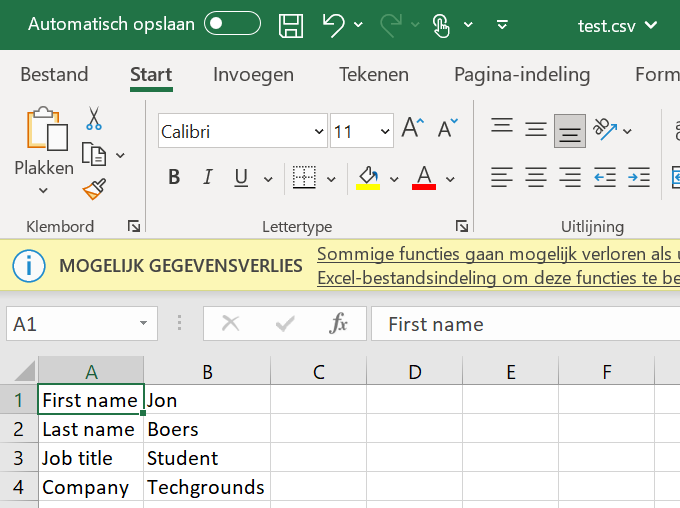 Automatisch opslaan test.csv
Bestand Start Invoegen Tekenen Pagina-indeling Form
Plakken
Calibri 11
B I U A
Klembord Lettertype Uitlijning
MOGELIJK GEGEVENSVERLIES Sommige functies gaan mogelijk verloren als u
Excel-bestandsindeling om deze functies te be
A1 fx First name
A B C D E F
1 First name Jon
2 Last name Boers
3 Job title Student
4 Company Techgrounds